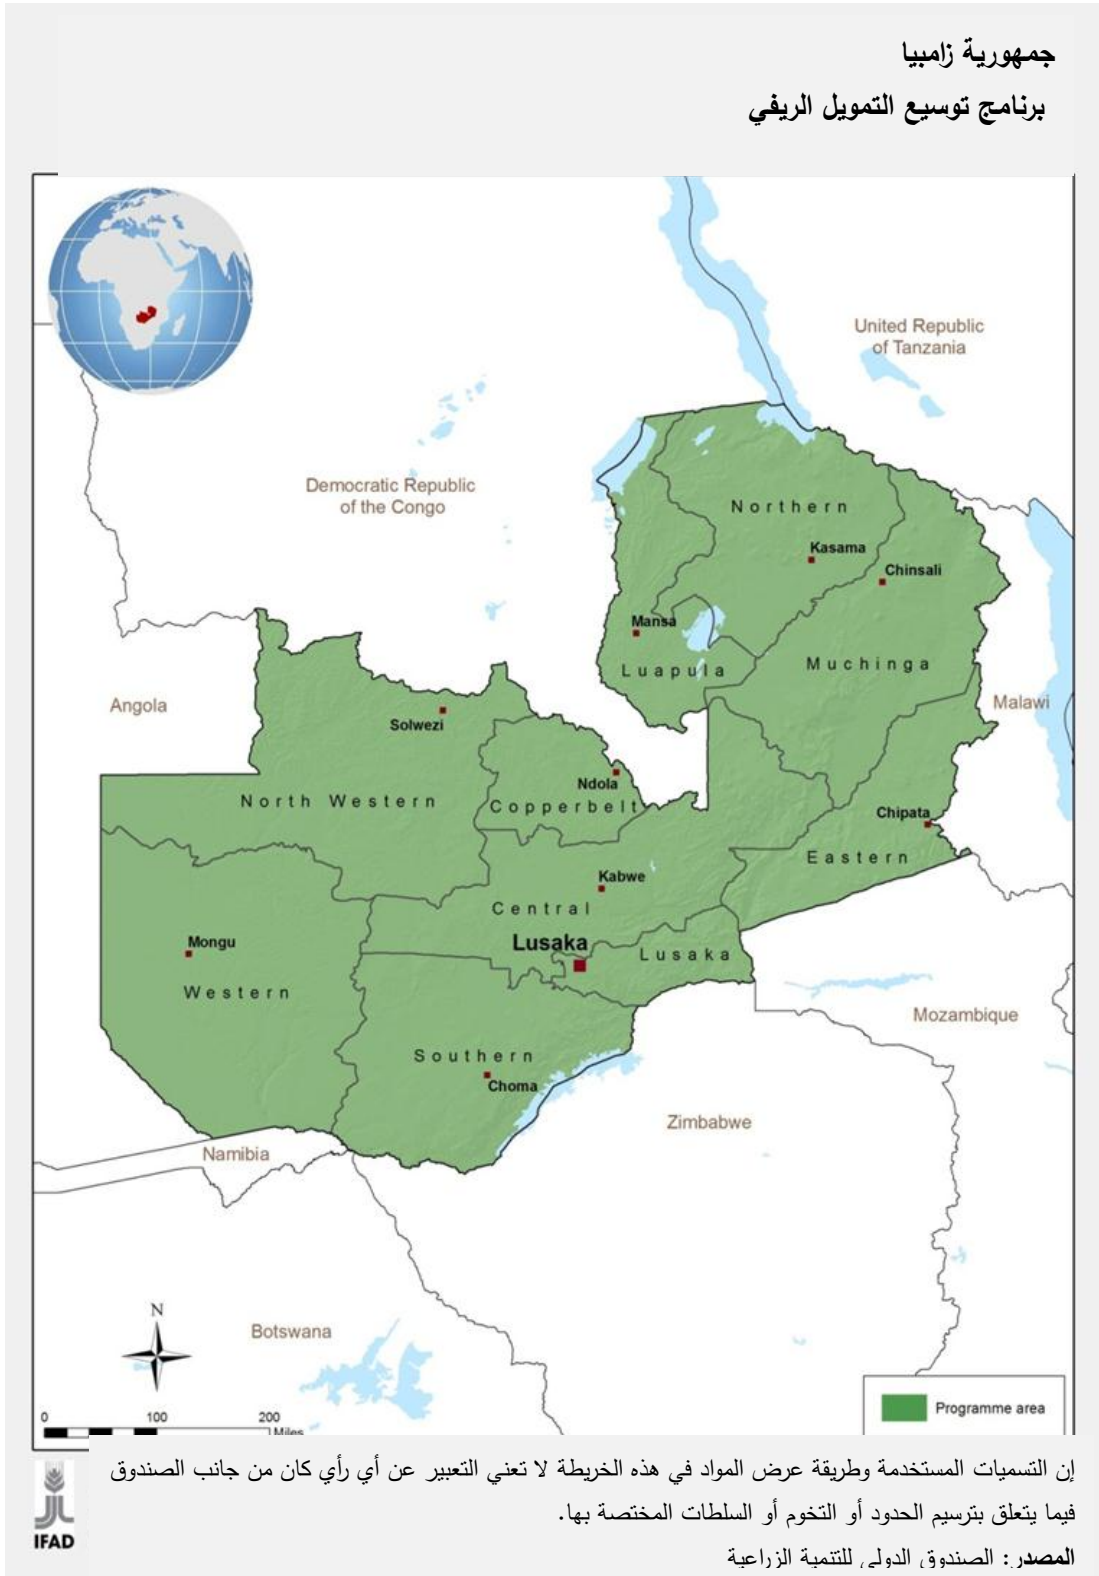 جمهورية زامبيا
برنامج توسيع التمويل الريفي
United Republic
of Tanzania
Democratic Republic
of the Congo
Northern
Kasama
Chinsali
Mansa
Luapula
Muchinga
Angola
Malawi
Solwezi
Ndola
North Western
Copperbelt
Chipata
Eastern
Kabwe
Central
Mongu
Lusaka
Lusaka
Western
Mozambique
Southern
Choma
Zimbabwe
Namibia
N
Botswana
Programme area
0 100 200
Miles
إن التسميات المستخدمة وطريقة عرض المواد في هذه الخريطة لا تعني التعبير عن أي رأي كان من جانب الصندوق
فيما يتعلق بترسيم الحدود أو التخوم أو السلطات المختصة بها.
المصدر: الصندوق الدولي للتنمية الزراعية
IFAD